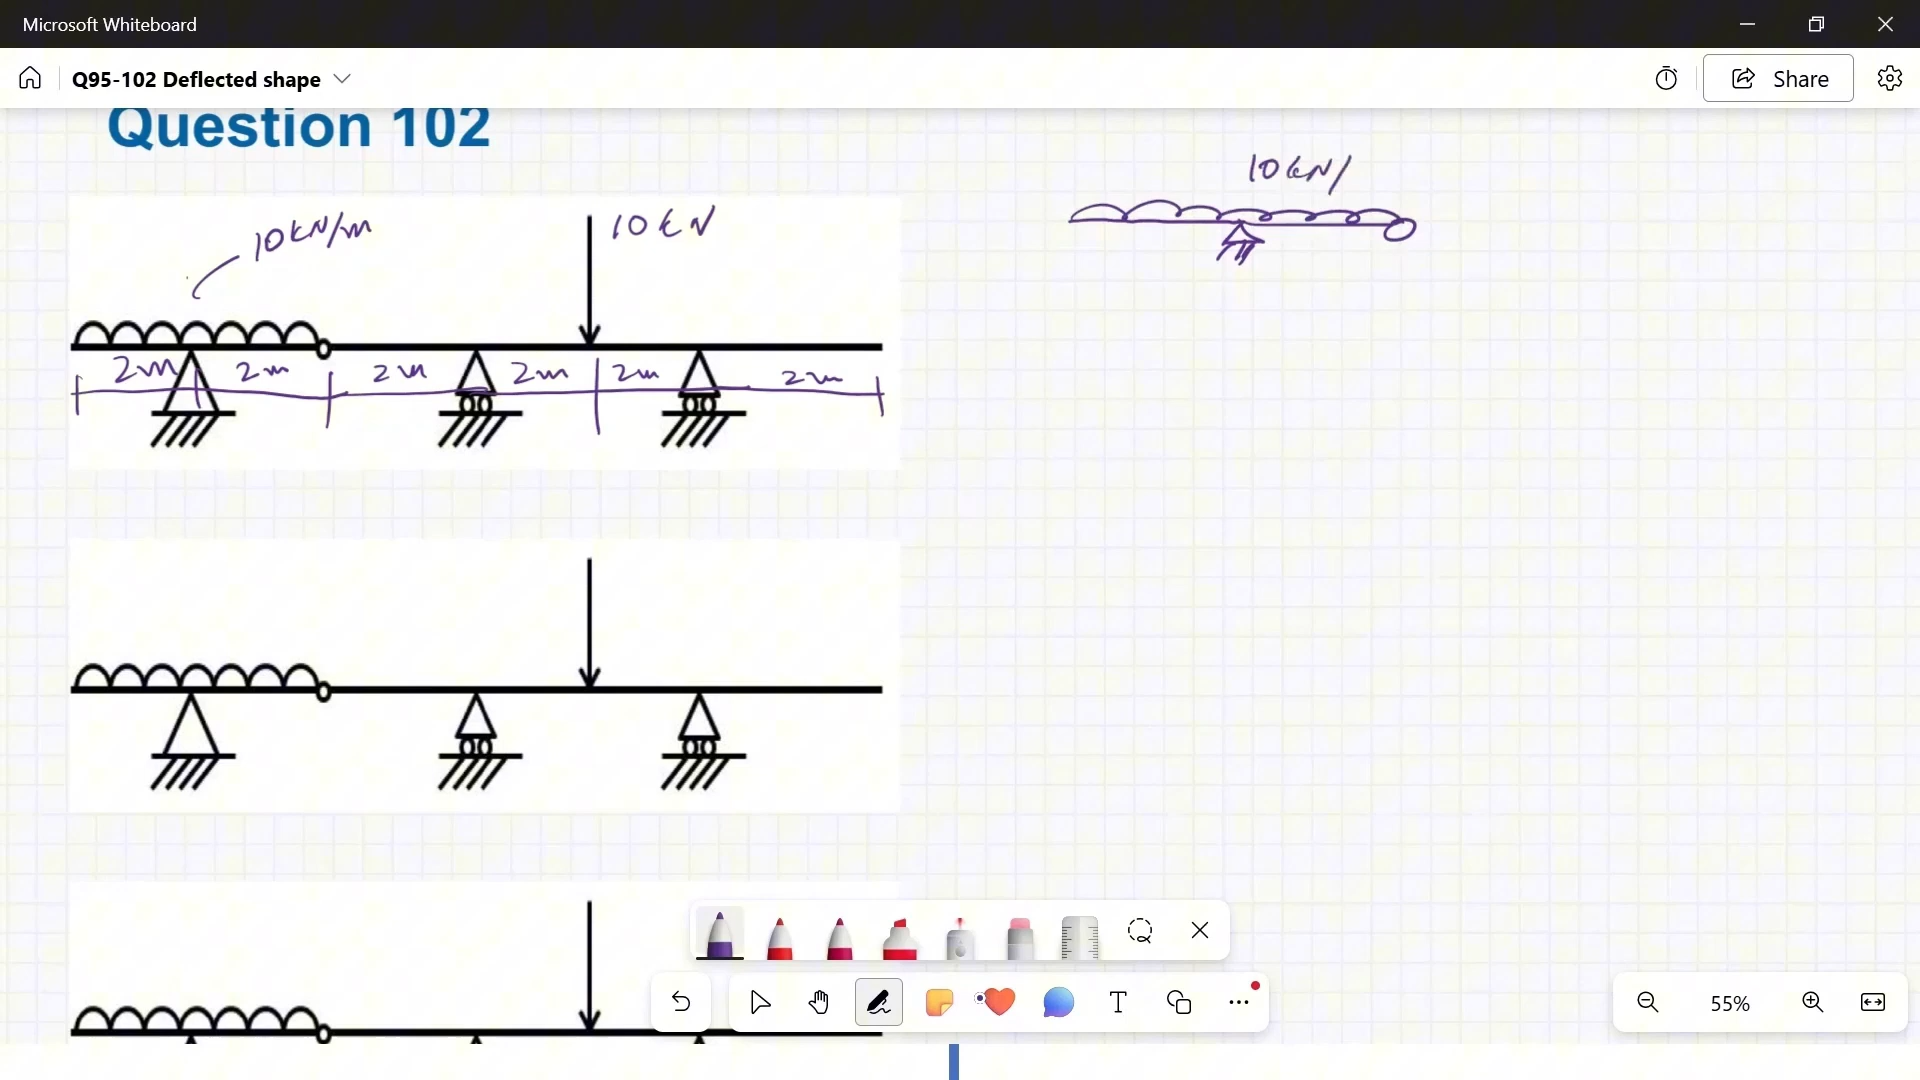 Microsoft Whiteboard
Q95-102 Deflected shape
Share
Question 102
10kN/
10kN/m
10kN
2m 2m 2m 2m 2m 2m
T
55%